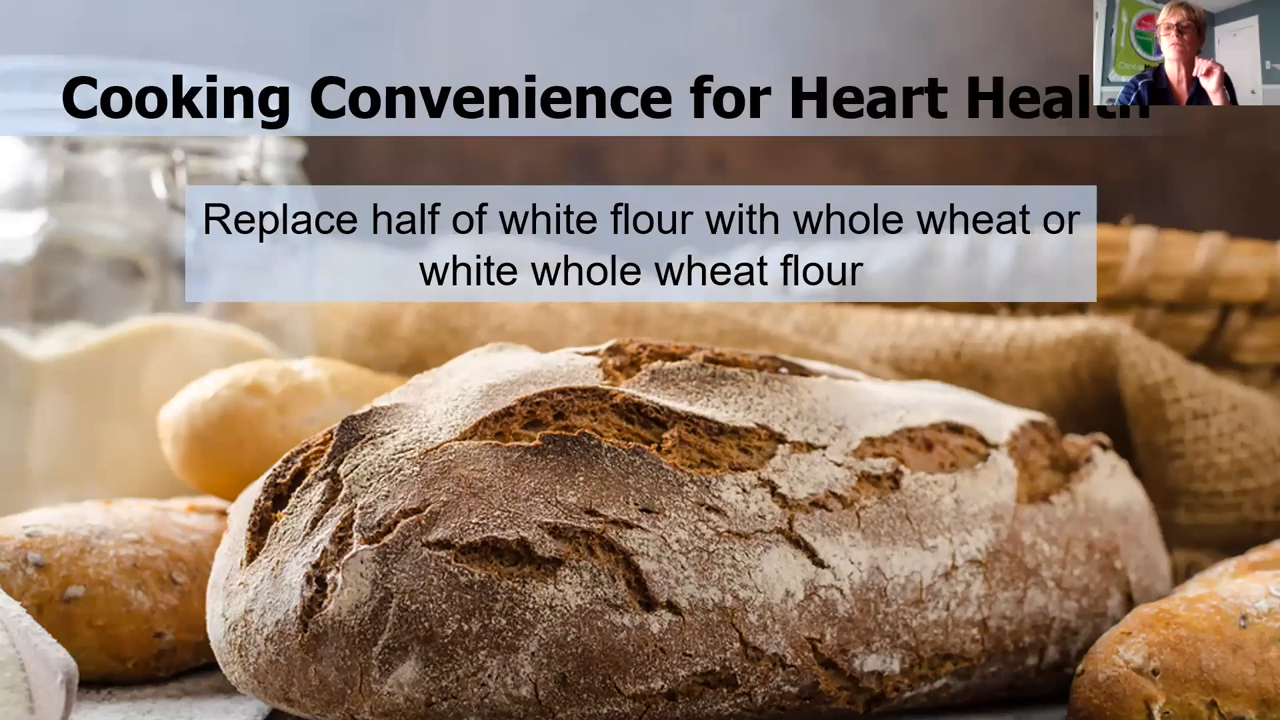 Cooking Convenience for Heart Health
Replace half of white flour with whole wheat or
white whole wheat flour